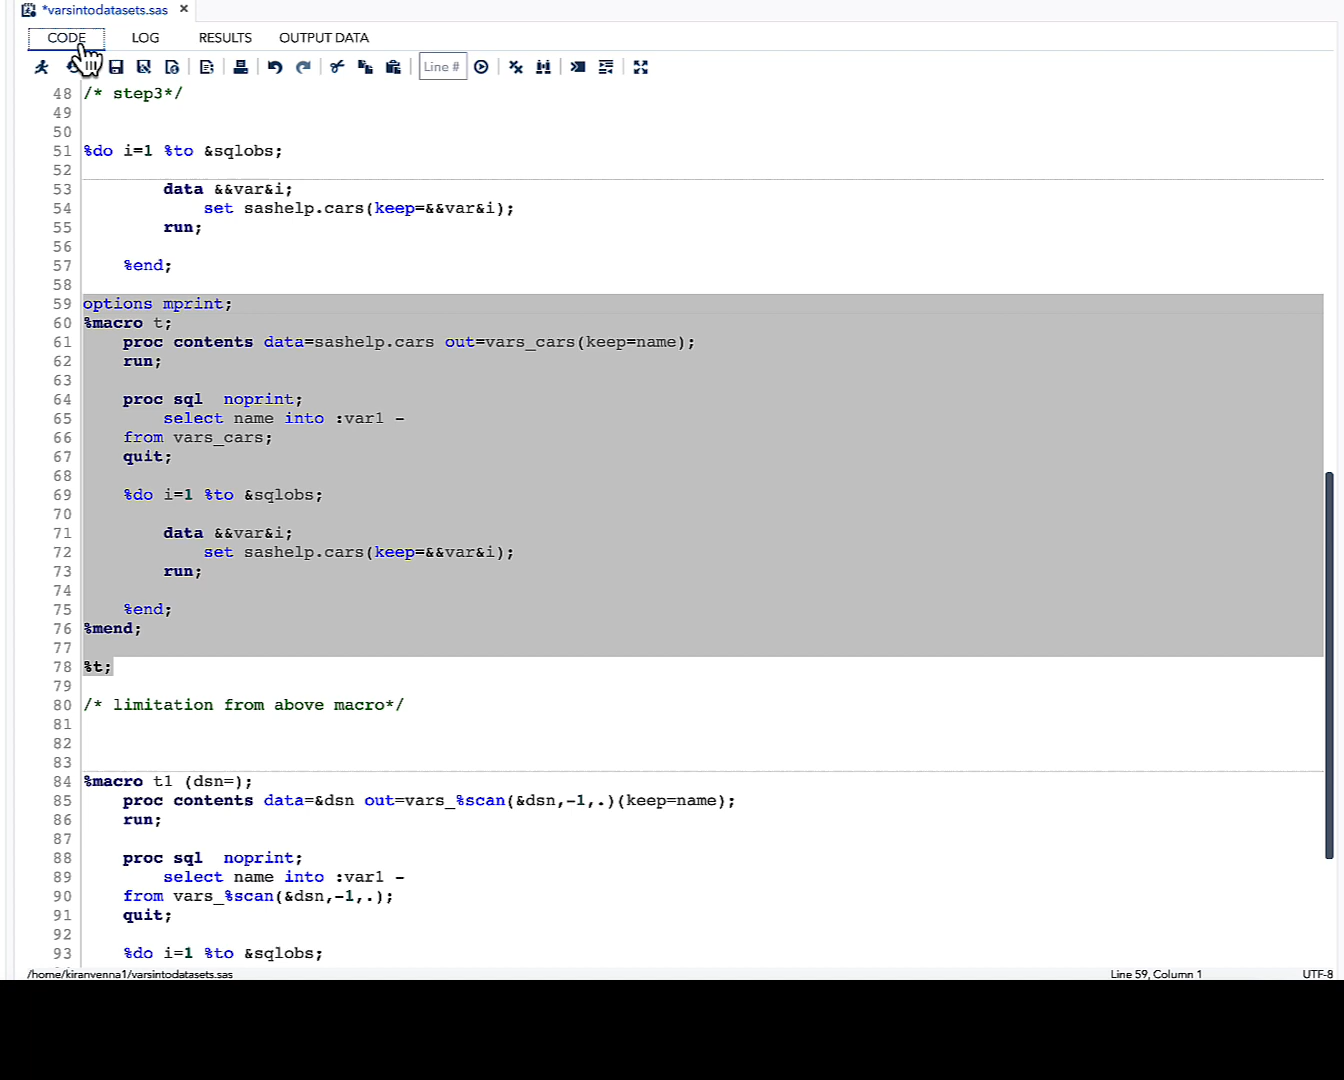 *varsintodatasets.sas ×
CODE LOG RESULTS OUTPUT DATA
Line #
48 /* step3*/
49
50
51 %do i=1 %to &sqlobs;
52
53 data &&var&i;
54 set sashelp.cars(keep=&&var&i);
55 run;
56
57 %end;
58
59 options mprint;
60 %macro t;
61 proc contents data=sashelp.cars out=vars_cars(keep=name);
62 run;
63
64 proc sql  noprint;
65 select name into :var1 -
66 from vars_cars;
67 quit;
68
69 %do i=1 %to &sqlobs;
70
71 data &&var&i;
72 set sashelp.cars(keep=&&var&i);
73 run;
74
75 %end;
76 %mend;
77
78 %t;
79
80 /* limitation from above macro*/
81
82
83
84 %macro t1 (dsn=);
85 proc contents data=&dsn out=vars_%scan(&dsn,-1,.)(keep=name);
86 run;
87
88 proc sql  noprint;
89 select name into :var1 -
90 from vars_%scan(&dsn,-1,.);
91 quit;
92
93 %do i=1 %to &sqlobs;
/home/kiranvenna1/varsintodatasets.sas Line 59, Column 1 UTF-8